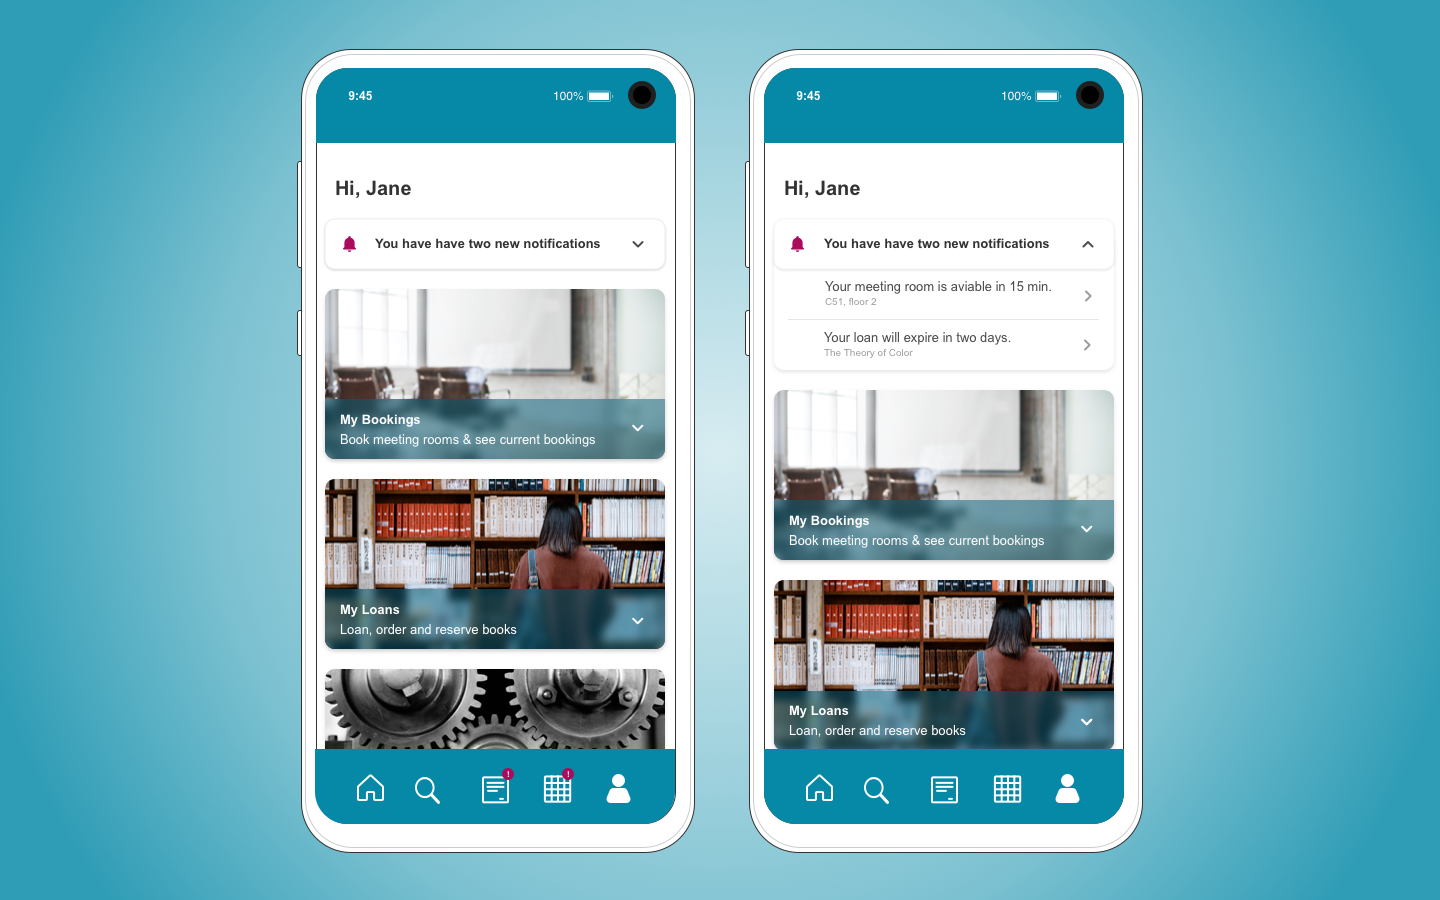 9:45
100%
Hi, Jane
You have have two new notifications
My Bookings
Book meeting rooms & see current bookings
My Loans
Loan, order and reserve books
!
!
9:45
100%
Hi, Jane
You have have two new notifications
Your meeting room is aviable in 15 min.
C51, floor 2
Your loan will expire in two days.
The Theory of Color
My Bookings
Book meeting rooms & see current bookings
My Loans
Loan, order and reserve books